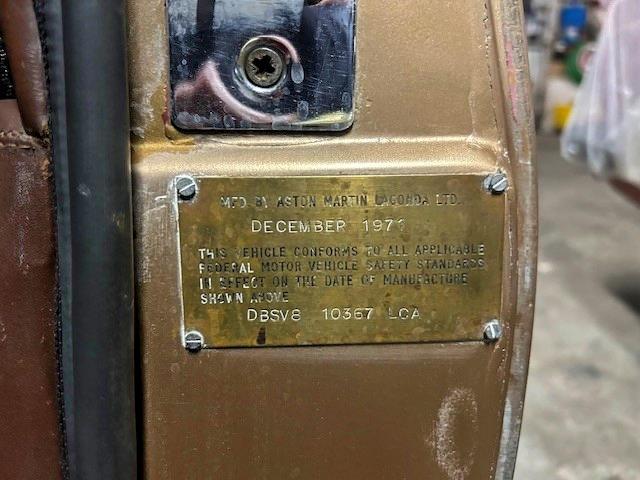 MFD. BY ASTON MARTIN LAGONDA LTD.
DECEMBER 1971
THIS VEHICLE CONFORMS TO ALL APPLICABLE
FEDERAL MOTOR VEHICLE SAFETY STANDARDS
IN EFFECT ON THE DATE OF MANUFACTURE
SHOWN ABOVE
DBSV8 10367 LCA